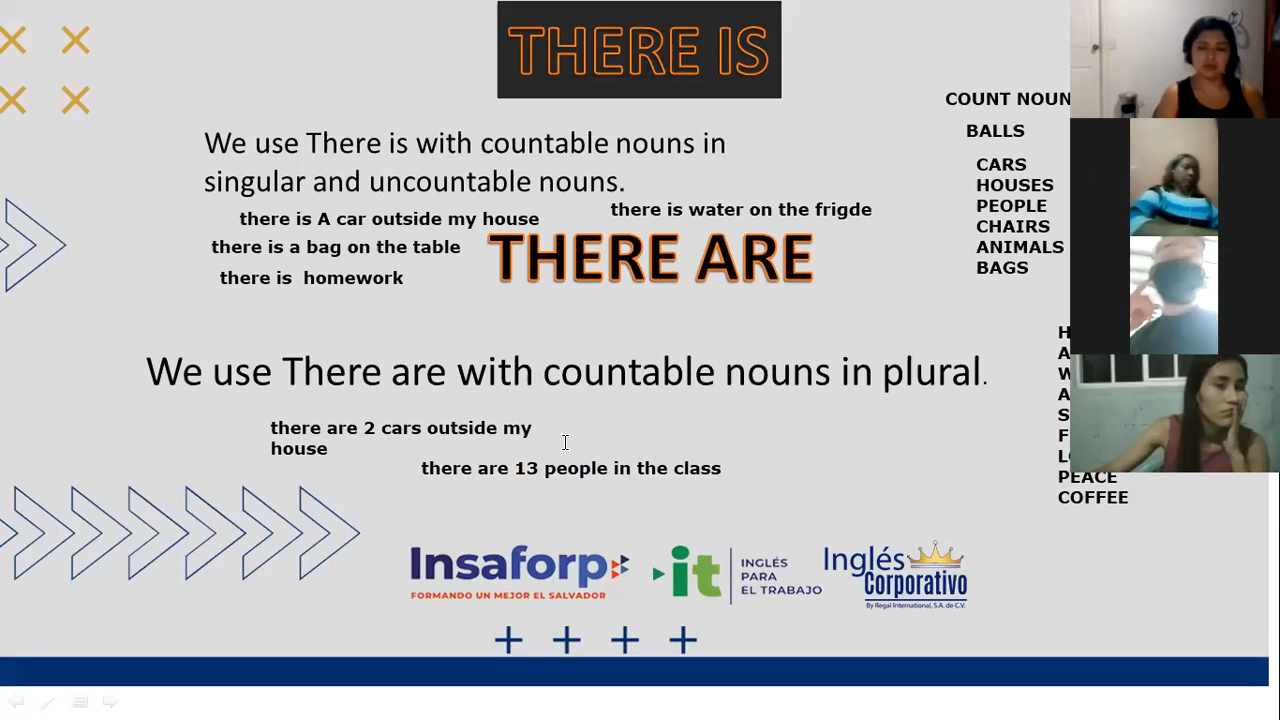 THERE IS
We use There is with countable nouns in
singular and uncountable nouns.
there is A car outside my house
there is water on the frigde
there is a bag on the table
there is homework
THERE ARE
We use There are with countable nouns in plural.
there are 2 cars outside my
house
there are 13 people in the class
COUNT NOUN
BALLS
CARS
HOUSES
PEOPLE
CHAIRS
ANIMALS
BAGS
PEACE
COFFEE
Insaforp
FORMANDO UN MEJOR EL SALVADOR
it
INGLÉS
PARA
EL TRABAJO
Inglés
Corporativo
By Regal International, S.A. de C.V.